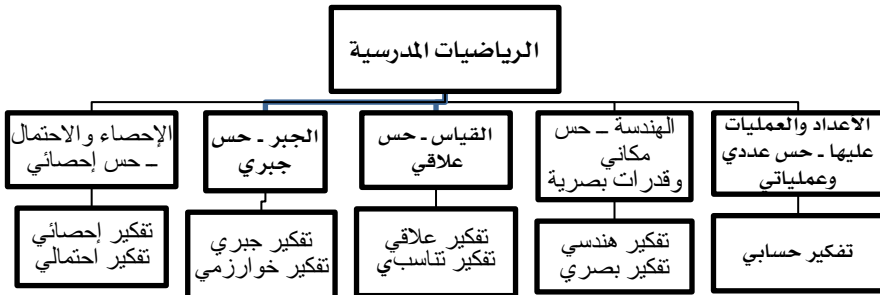 الرياضيات المدرسية
الاعداد والعمليات
عليها ـ حس عددي
وعملياتي
الهندسة ــ حس
مكاني
وقدرات بصرية
القياس ـ حس
علاقي
الجبر ـ حس
جبري
الإحصاء والاحتمال
ــ حس إحصائي
تفكير حسابي
تفكير هندسي
تفكير بصري
تفكير علاقي
تفكير تناسبي
تفكير جبري
تفكير خوارزمي
تفكير إحصائي
تفكير احتمالي